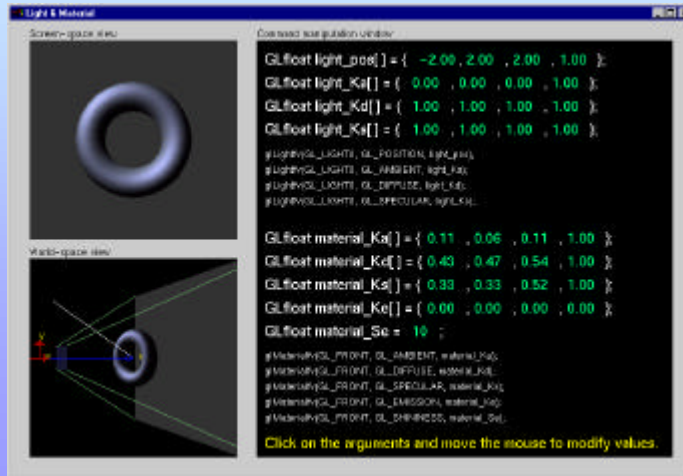 Light & Material
Screen-space view
Command manipulation window
GLfloat light_pos[ ] = { -2.00 , 2.00 , 2.00 , 1.00 };
GLfloat light_Ka[ ] = { 0.00 , 0.00 , 0.00 , 1.00 };
GLfloat light_Kd[ ] = { 1.00 , 1.00 , 1.00 , 1.00 };
GLfloat light_Ks[ ] = { 1.00 , 1.00 , 1.00 , 1.00 };
glLightfv(GL_LIGHT0, GL_POSITION, light_pos);
glLightfv(GL_LIGHT0, GL_AMBIENT, light_Ka);
glLightfv(GL_LIGHT0, GL_DIFFUSE, light_Kd);
glLightfv(GL_LIGHT0, GL_SPECULAR, light_Ks);
World-space view
GLfloat material_Ka[ ] = { 0.11 , 0.06 , 0.11 , 1.00 };
GLfloat material_Kd[ ] = { 0.43 , 0.47 , 0.54 , 1.00 };
GLfloat material_Ks[ ] = { 0.33 , 0.33 , 0.52 , 1.00 };
GLfloat material_Ke[ ] = { 0.00 , 0.00 , 0.00 , 0.00 };
GLfloat material_Se = 10 ;
glMaterialfv(GL_FRONT, GL_AMBIENT, material_Ka);
glMaterialfv(GL_FRONT, GL_DIFFUSE, material_Kd);
glMaterialfv(GL_FRONT, GL_SPECULAR, material_Ks);
glMaterialfv(GL_FRONT, GL_EMISSION, material_Ke);
glMaterialfv(GL_FRONT, GL_SHININESS, material_Se);
Click on the arguments and move the mouse to modify values.